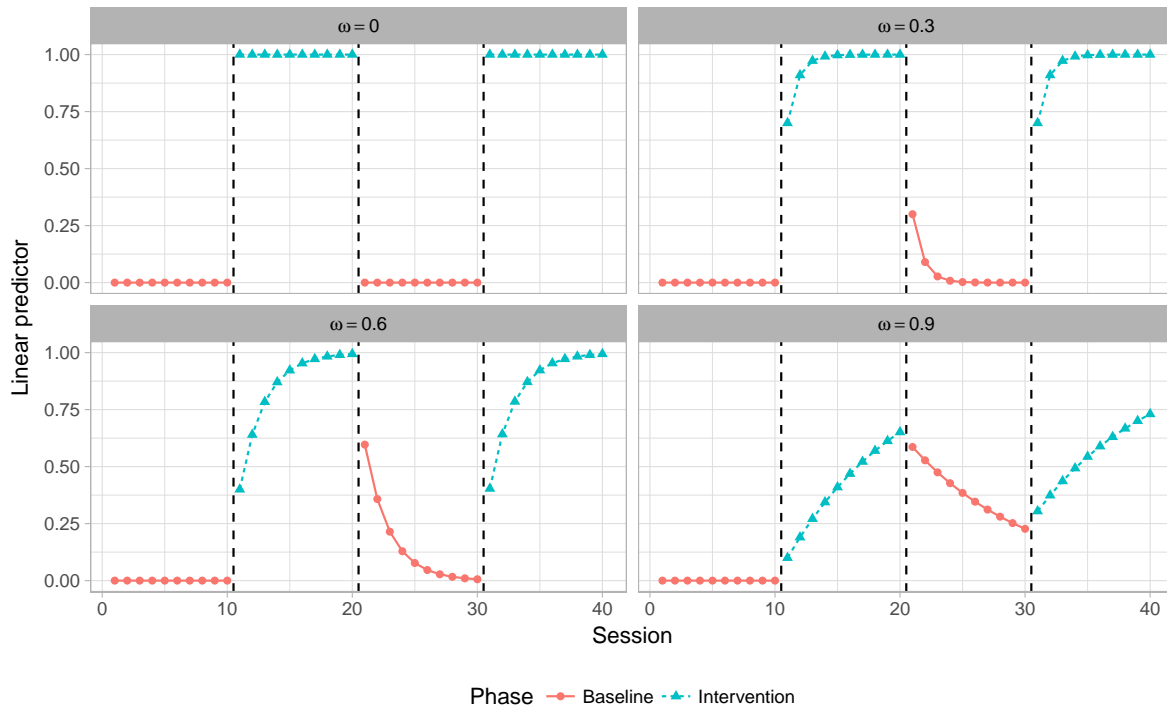 ω = 0
ω = 0.3
1.00
0.75
0.50
0.25
0.00
ω = 0.6
ω = 0.9
1.00
0.75
0.50
0.25
0.00
0 10 20 30 40
0 10 20 30 40
Linear predictor
Session
Phase Baseline Intervention